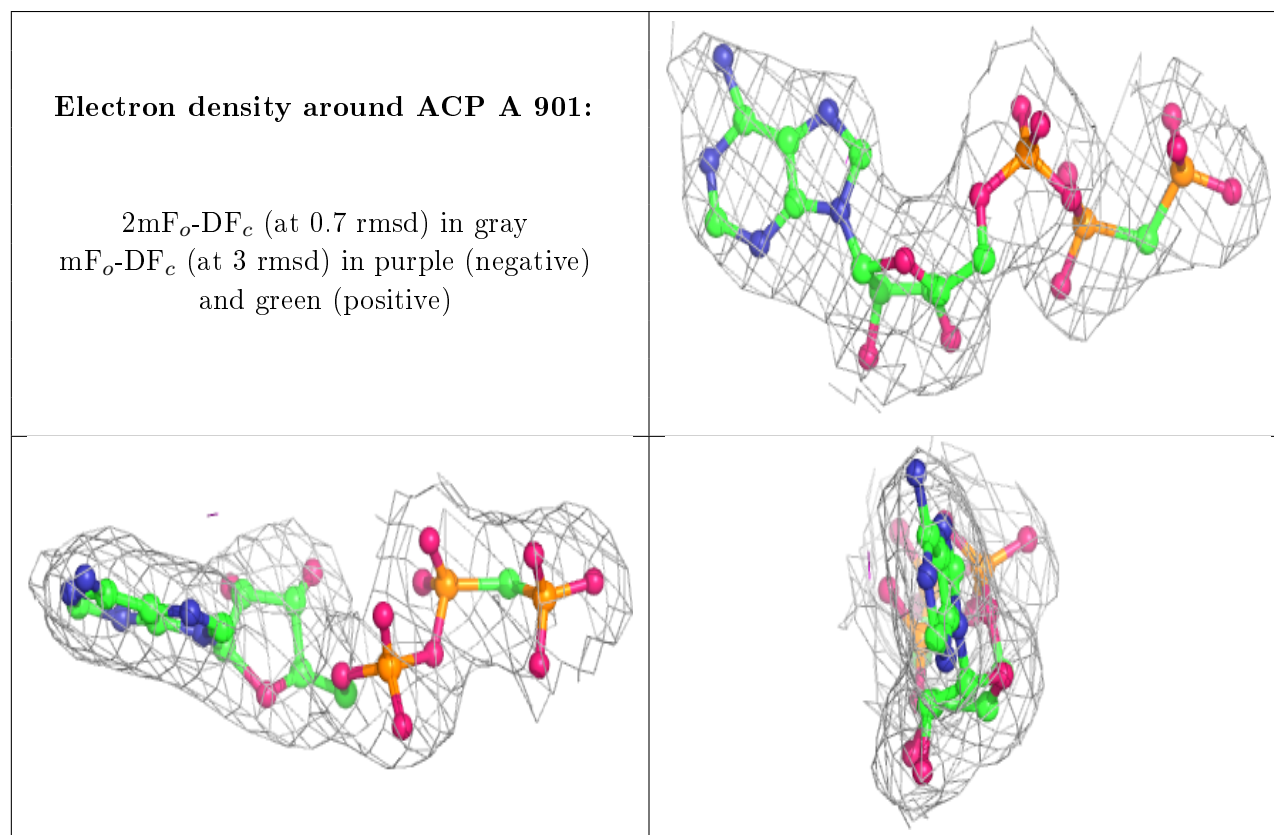 Electron density around ACP A 901:
2mF𝑜-DF𝑐 (at 0.7 rmsd) in gray
mF𝑜-DF𝑐 (at 3 rmsd) in purple (negative)
and green (positive)